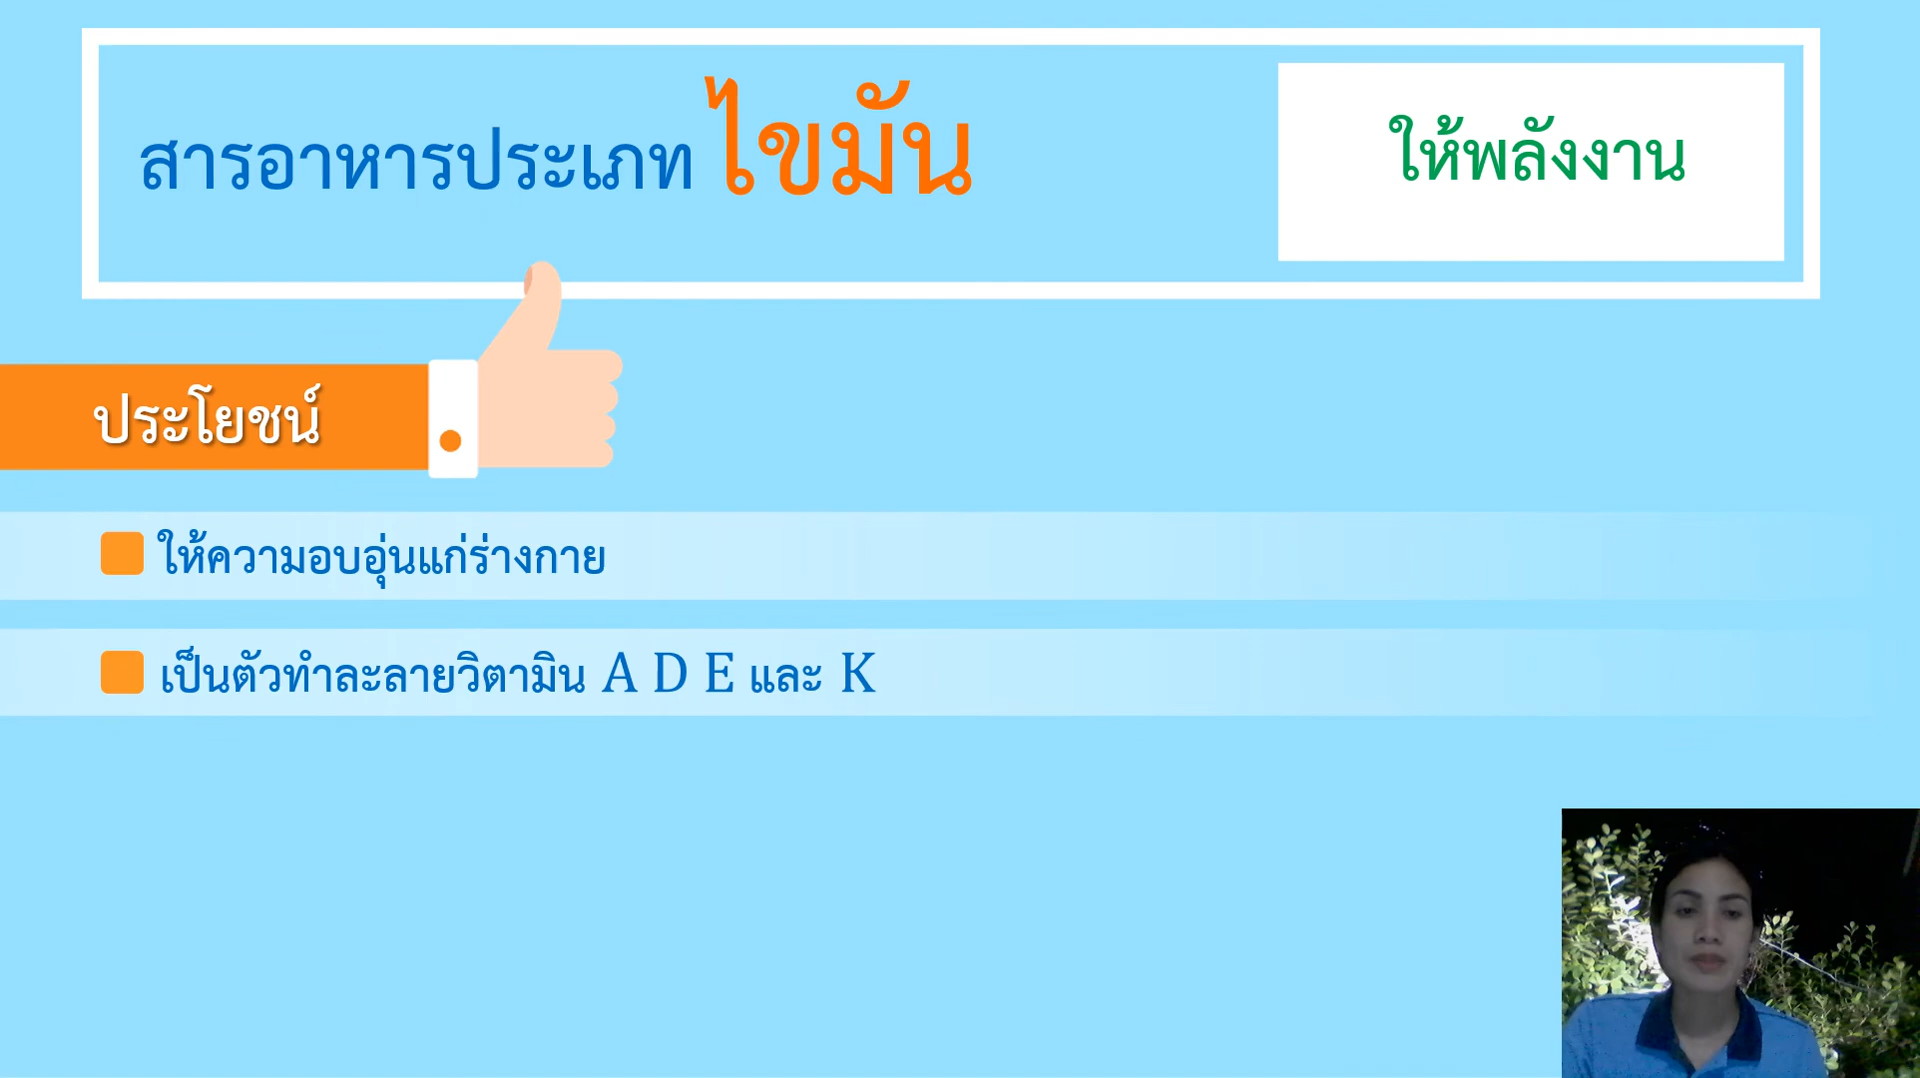 สารอาหารประเภท ไขมัน
ให้พลังงาน
ประโยชน์
ให้ความอบอุ่นแก่ร่างกาย
เป็นตัวทำละลายวิตามิน A D E และ K